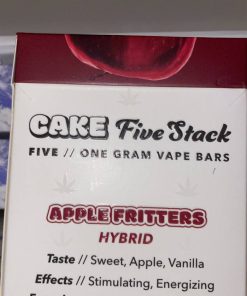 CAKE Five Stack
FIVE // ONE GRAM VAPE BARS
APPLE FRITTERS
HYBRID
Taste // Sweet, Apple, Vanilla
Effects // Stimulating, Energizing